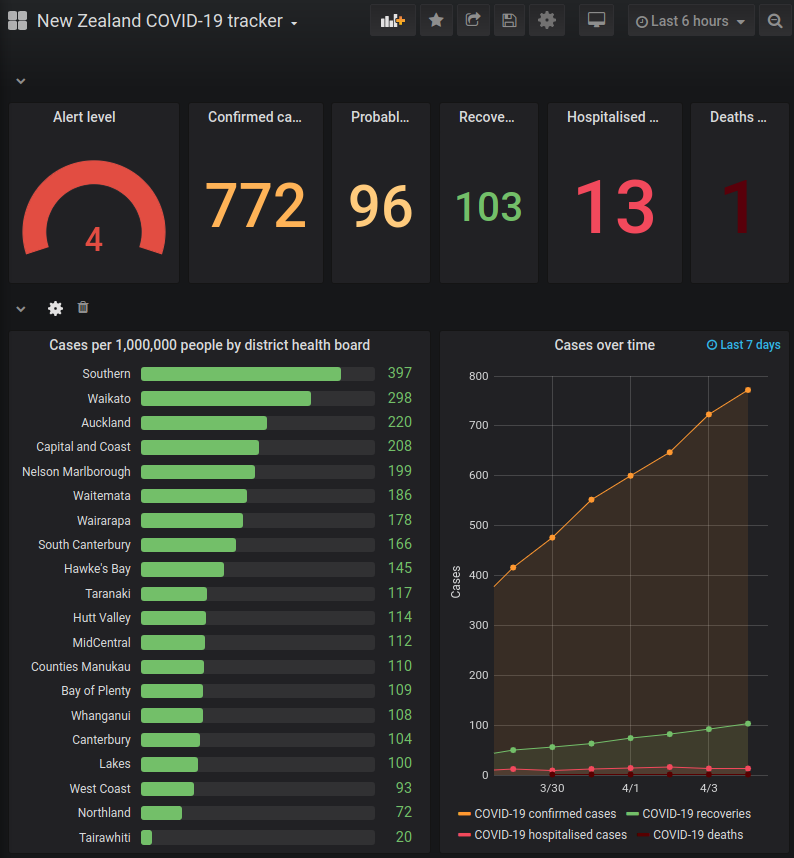 New Zealand COVID-19 tracker
Last 6 hours
Alert level
Confirmed ca...
Probabl...
Recove...
Hospitalised ...
Deaths ...
4
772
96
103
13
1
Cases per 1,000,000 people by district health board
Southern 397
Waikato 298
Auckland 220
Capital and Coast 208
Nelson Marlborough 199
Waitemata 186
Wairarapa 178
South Canterbury 166
Hawke's Bay 145
Taranaki 117
Hutt Valley 114
MidCentral 112
Counties Manukau 110
Bay of Plenty 109
Whanganui 108
Canterbury 104
Lakes 100
West Coast 93
Northland 72
Tairawhiti 20
Cases over time
Last 7 days
Cases
800
700
600
500
400
300
200
100
0
3/30 4/1 4/3
COVID-19 confirmed cases COVID-19 recoveries
COVID-19 hospitalised cases COVID-19 deaths